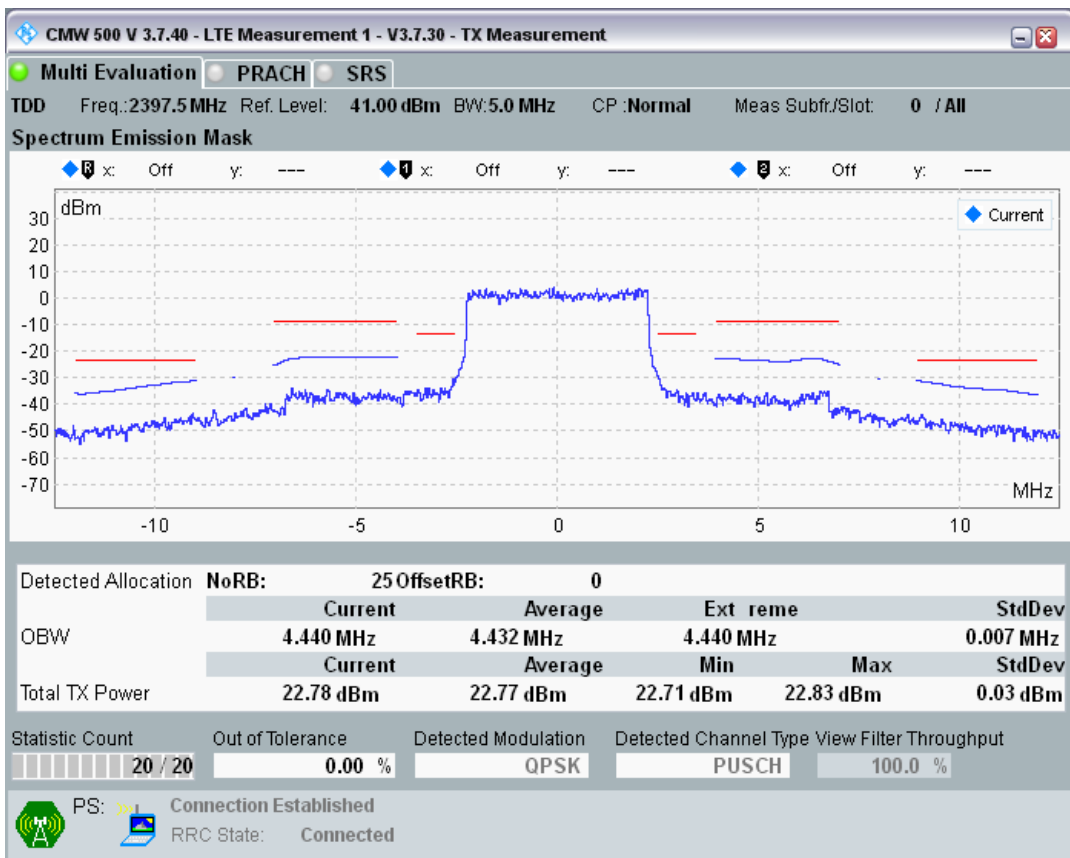 CMW 500 V 3.7.40 - LTE Measurement 1 - V3.7.30 - TX Measurement
Multi Evaluation PRACH SRS
TDD Freq.:2397.5 MHz Ref. Level: 41.00 dBm BW:5.0 MHz CP :Normal Meas Subfr./Slot: 0 / All
Spectrum Emission Mask
R x: Off y: --- 1 x: Off y: --- 2 x: Off y: ---
dBm
Current
30
20
10
0
-10
-20
-30
-40
-50
-60
-70
MHz
-10 -5 0 5 10
Detected Allocation NoRB: 25 OffsetRB: 0
Current Average Ext reme StdDev
OBW 4.440 MHz 4.432 MHz 4.440 MHz 0.007 MHz
Current Average Min Max StdDev
Total TX Power 22.78 dBm 22.77 dBm 22.71 dBm 22.83 dBm 0.03 dBm
Statistic Count Out of Tolerance Detected Modulation Detected Channel Type View Filter Throughput
20 / 20 0.00 % QPSK PUSCH 100.0 %
PS: Connection Established
RRC State: Connected